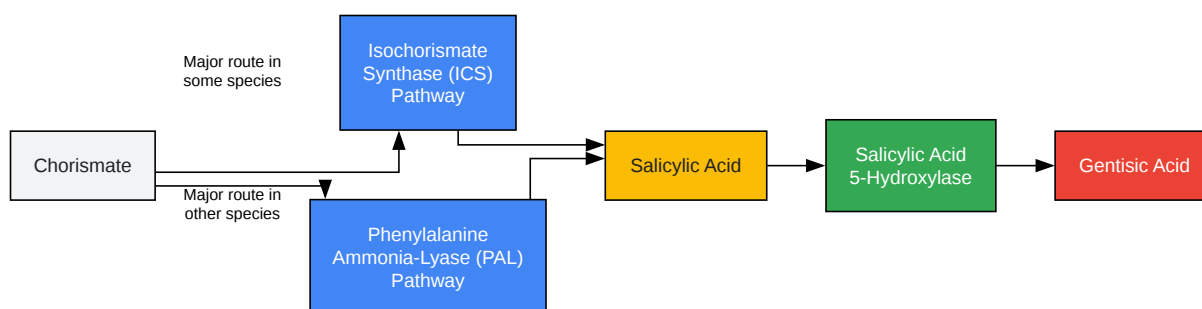 Isochorismate
Synthase (ICS)
Pathway
Major route in
some species
Chorismate
Salicylic Acid
Salicylic Acid
5-Hydroxylase
Gentisic Acid
Major route in
other species
Phenylalanine
Ammonia-Lyase (PAL)
Pathway